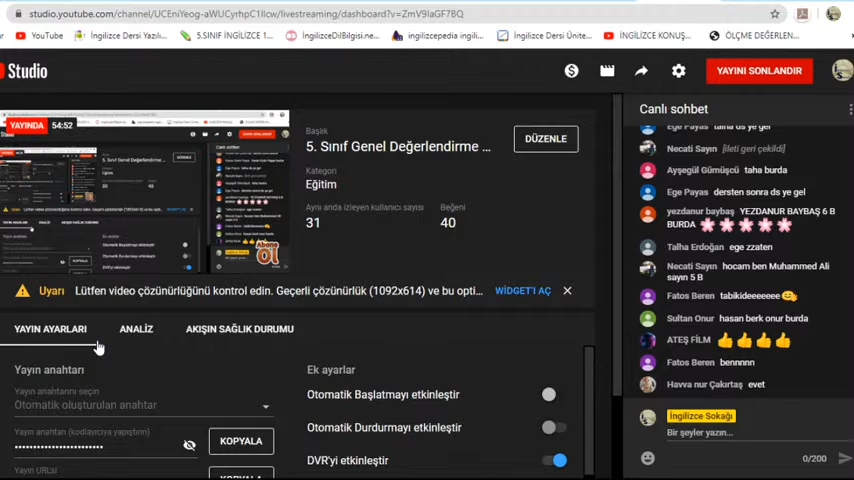 studio.youtube.com/channel/UCEniYeog-aWUCyrhpC1Ilcw/livestreaming/dashboard?v=ZmV9IaGF78Q
YouTube
İngilizce Dersi Yazılı...
5.SINIF İNGİLİZCE 1...
İngilizceDilBilgisi.ne...
ingilizcepedia ingili...
İngilizce Dersi Ünite...
İNGİLİZCE KONUŞ...
ÖLÇME DEĞERLEN...
Studio
YAYINI SONLANDIR
YAYINDA 54:52
Başlık
5. Sınıf Genel Değerlendirme ...
DÜZENLE
Kategori
Eğitim
Aynı anda izleyen kullanıcı sayısı
31
Beğeni
40
Abone
Ol
Uyarı Lütfen video çözünürlüğünü kontrol edin. Geçerli çözünürlük (1092x614) ve bu opti...
WIDGET'I AÇ
YAYIN AYARLARI
ANALİZ
AKIŞIN SAĞLIK DURUMU
Yayın anahtarı
Yayın anahtarını seçin
Otomatik oluşturulan anahtar
Yayın anahtarı (kodlayıcıya yapıştırın)
KOPYALA
Yayın URL'si
KOPYALA
Ek ayarlar
Otomatik Başlatmayı etkinleştir
Otomatik Durdurmayı etkinleştir
DVR'yi etkinleştir
Canlı sohbet
Ege Payas taha ds ye gel
Necati Sayın [ileti geri çekildi]
Ayşegül Gümüşcü taha burda
Ege Payas dersten sonra ds ye gel
yezdanur baybaş YEZDANUR BAYBAŞ 6 B
BURDA
Talha Erdoğan ege zzaten
Necati Sayın hocam ben Muhammed Ali
sayın 5 B
Fatos Beren tabikideeeeeee
Sultan Onur hasan berk onur burda
ATEŞ FİLM
Fatos Beren bennnnn
Havva nur Çakırtaş evet
İngilizce Sokağı
Bir şeyler yazın...
0/200